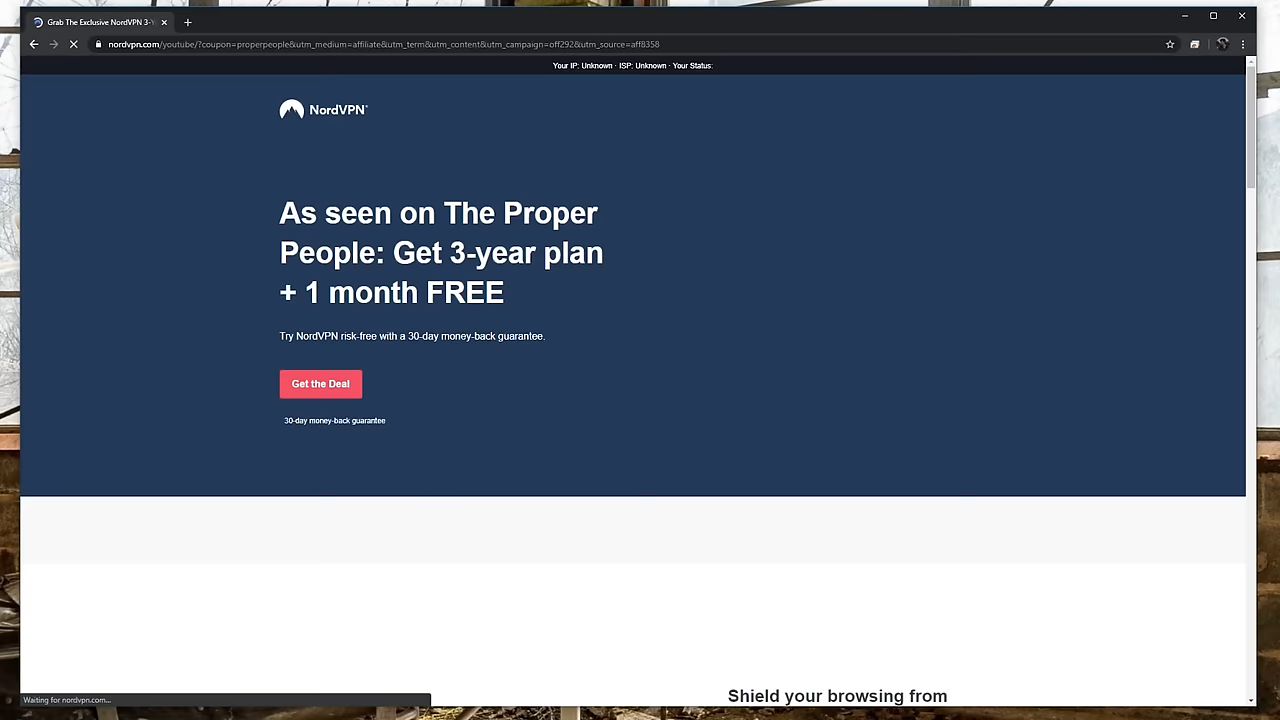 Grab The Exclusive NordVPN 3-Y
nordvpn.com/youtube/?coupon=properpeople&utm_medium=affiliate&utm_term&utm_content&utm_campaign=off292&utm_source=aff8358
Your IP: Unknown · ISP: Unknown · Your Status:
NordVPN®
As seen on The Proper
People: Get 3-year plan
+ 1 month FREE
Try NordVPN risk-free with a 30-day money-back guarantee.
Get the Deal
30-day money-back guarantee
Shield your browsing from
Waiting for nordvpn.com...